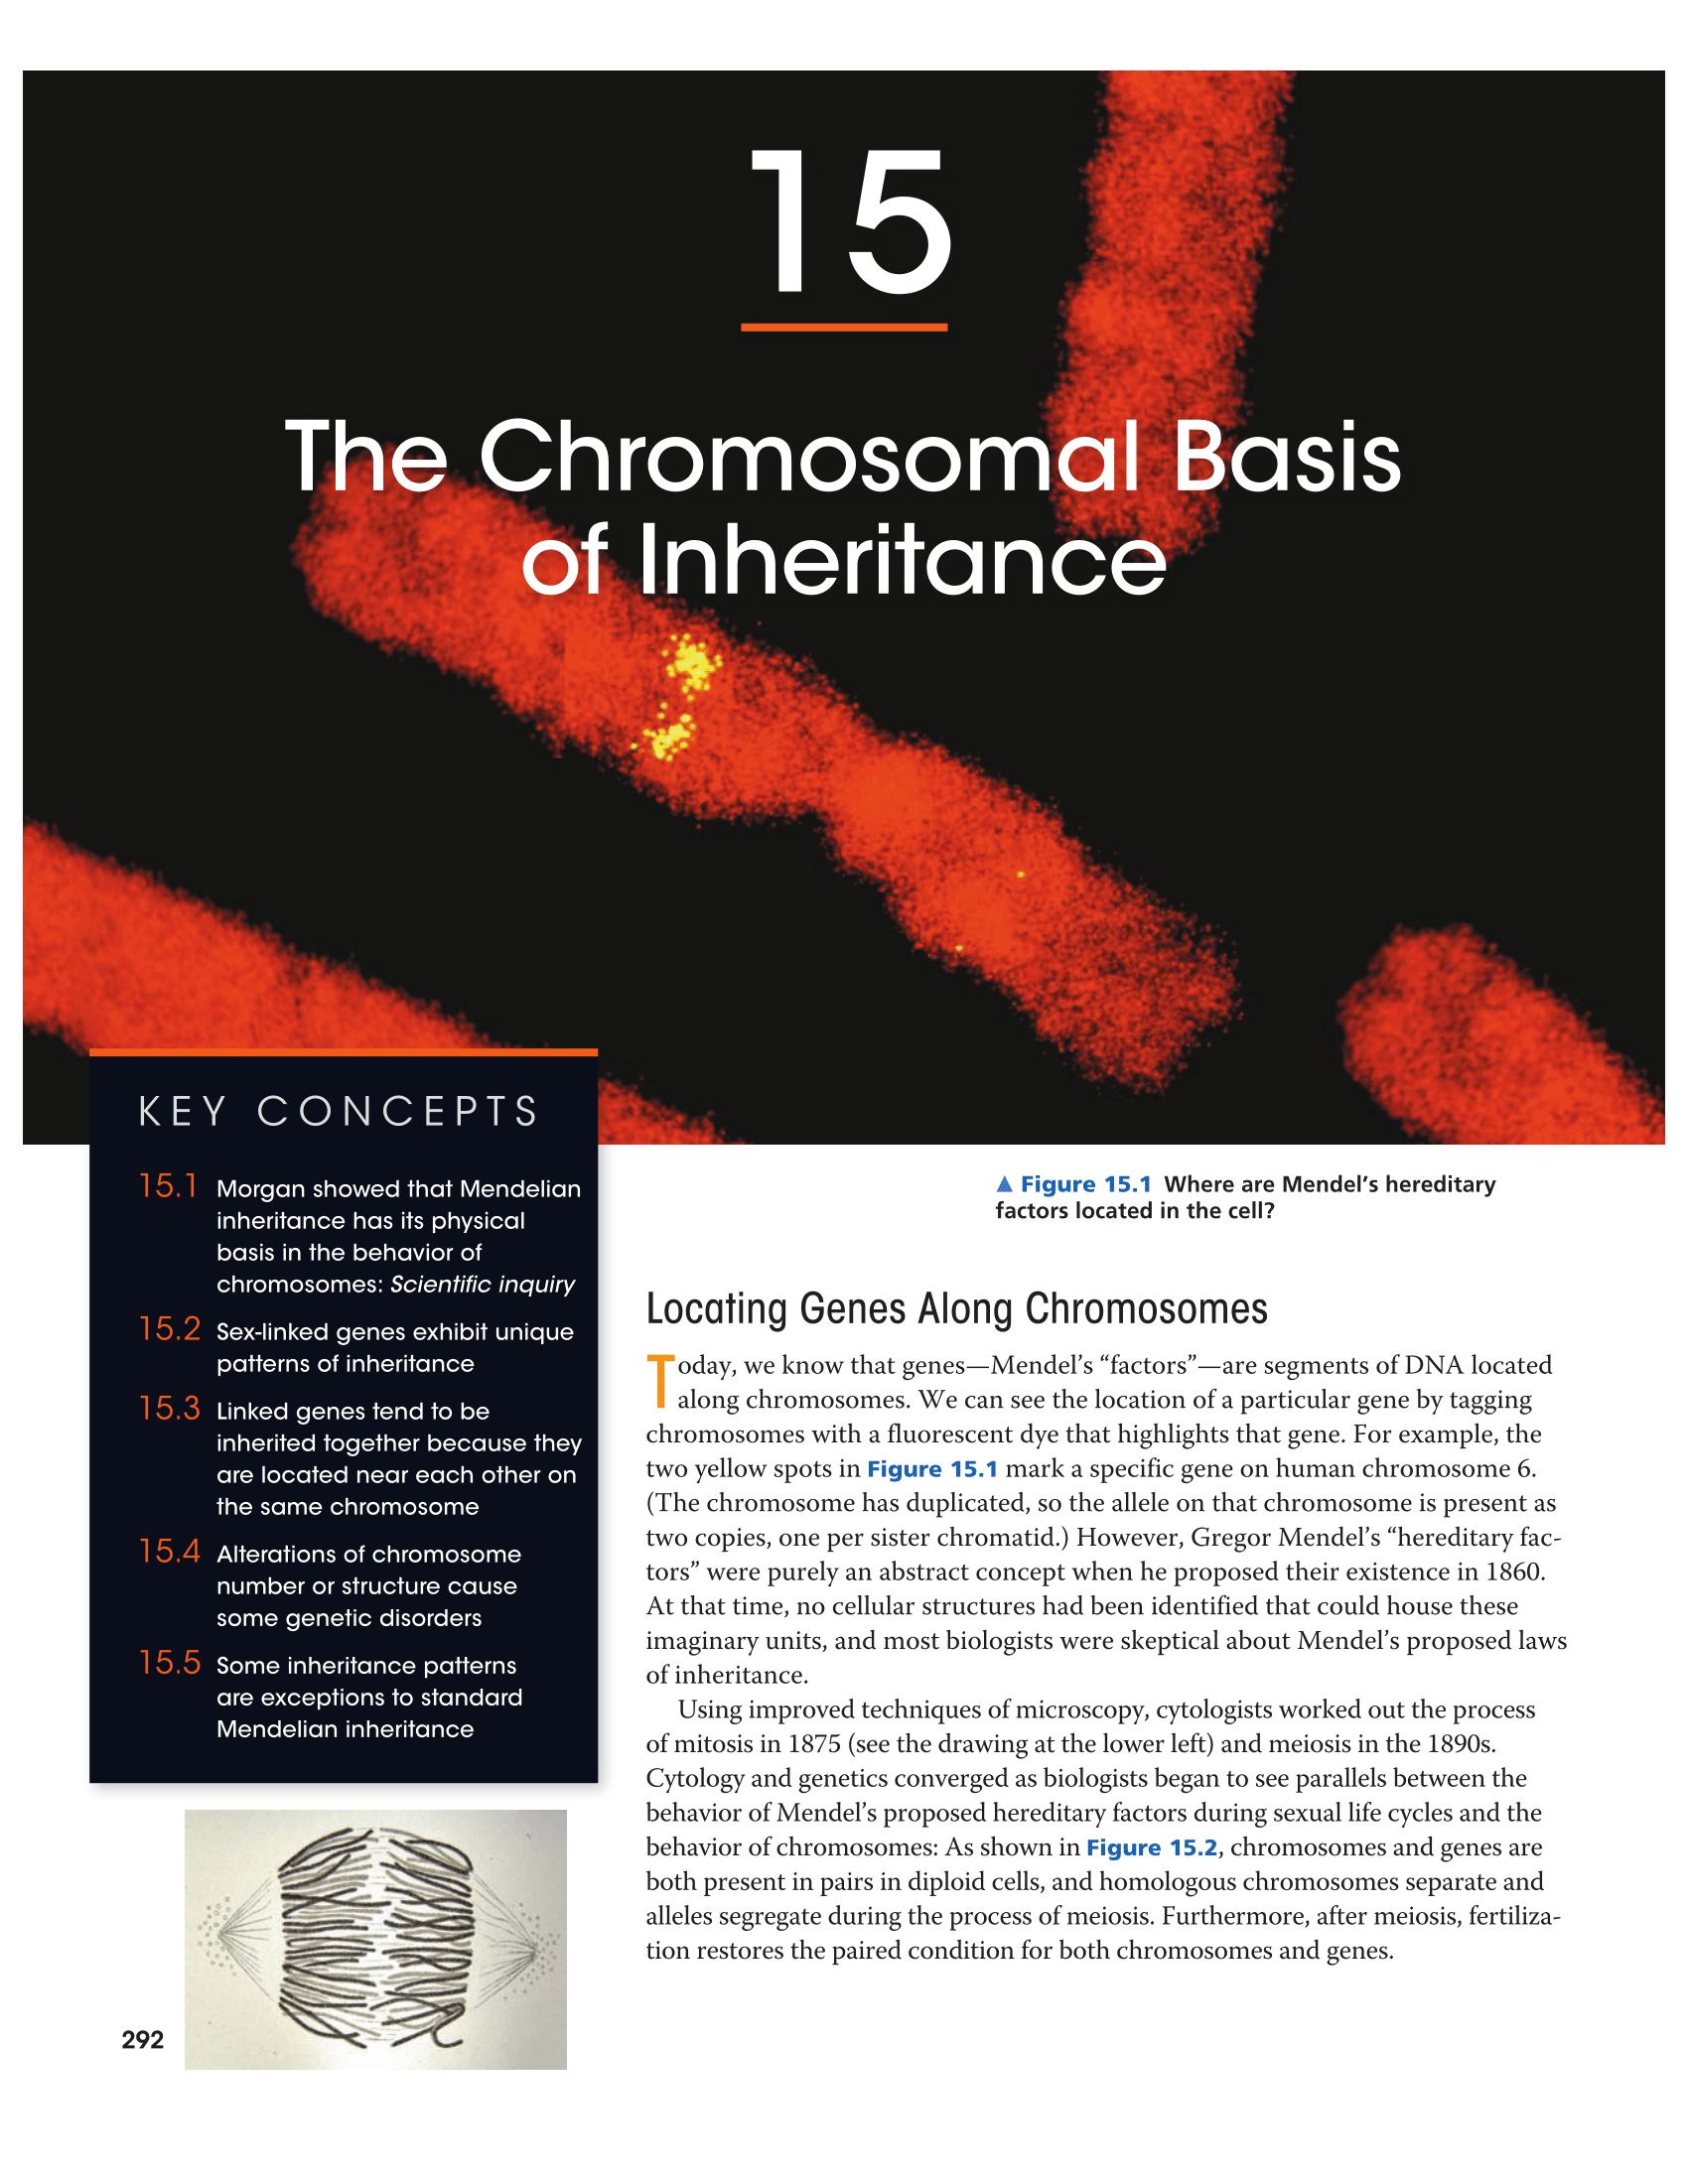 15
The Chromosomal Basis
of Inheritance
KEY CONCEPTS
15.1 Morgan showed that Mendelian
inheritance has its physical
basis in the behavior of
chromosomes: Scientific inquiry
15.2 Sex-linked genes exhibit unique
patterns of inheritance
15.3 Linked genes tend to be
inherited together because they
are located near each other on
the same chromosome
15.4 Alterations of chromosome
number or structure cause
some genetic disorders
15.5 Some inheritance patterns
are exceptions to standard
Mendelian inheritance
▲ Figure 15.1 Where are Mendel’s hereditary
factors located in the cell?
Locating Genes Along Chromosomes
Today, we know that genes—Mendel’s “factors”—are segments of DNA located
along chromosomes. We can see the location of a particular gene by tagging
chromosomes with a fluorescent dye that highlights that gene. For example, the
two yellow spots in Figure 15.1 mark a specific gene on human chromosome 6.
(The chromosome has duplicated, so the allele on that chromosome is present as
two copies, one per sister chromatid.) However, Gregor Mendel’s “hereditary fac-
tors” were purely an abstract concept when he proposed their existence in 1860.
At that time, no cellular structures had been identified that could house these
imaginary units, and most biologists were skeptical about Mendel’s proposed laws
of inheritance.
Using improved techniques of microscopy, cytologists worked out the process
of mitosis in 1875 (see the drawing at the lower left) and meiosis in the 1890s.
Cytology and genetics converged as biologists began to see parallels between the
behavior of Mendel’s proposed hereditary factors during sexual life cycles and the
behavior of chromosomes: As shown in Figure 15.2, chromosomes and genes are
both present in pairs in diploid cells, and homologous chromosomes separate and
alleles segregate during the process of meiosis. Furthermore, after meiosis, fertiliza-
tion restores the paired condition for both chromosomes and genes.
292